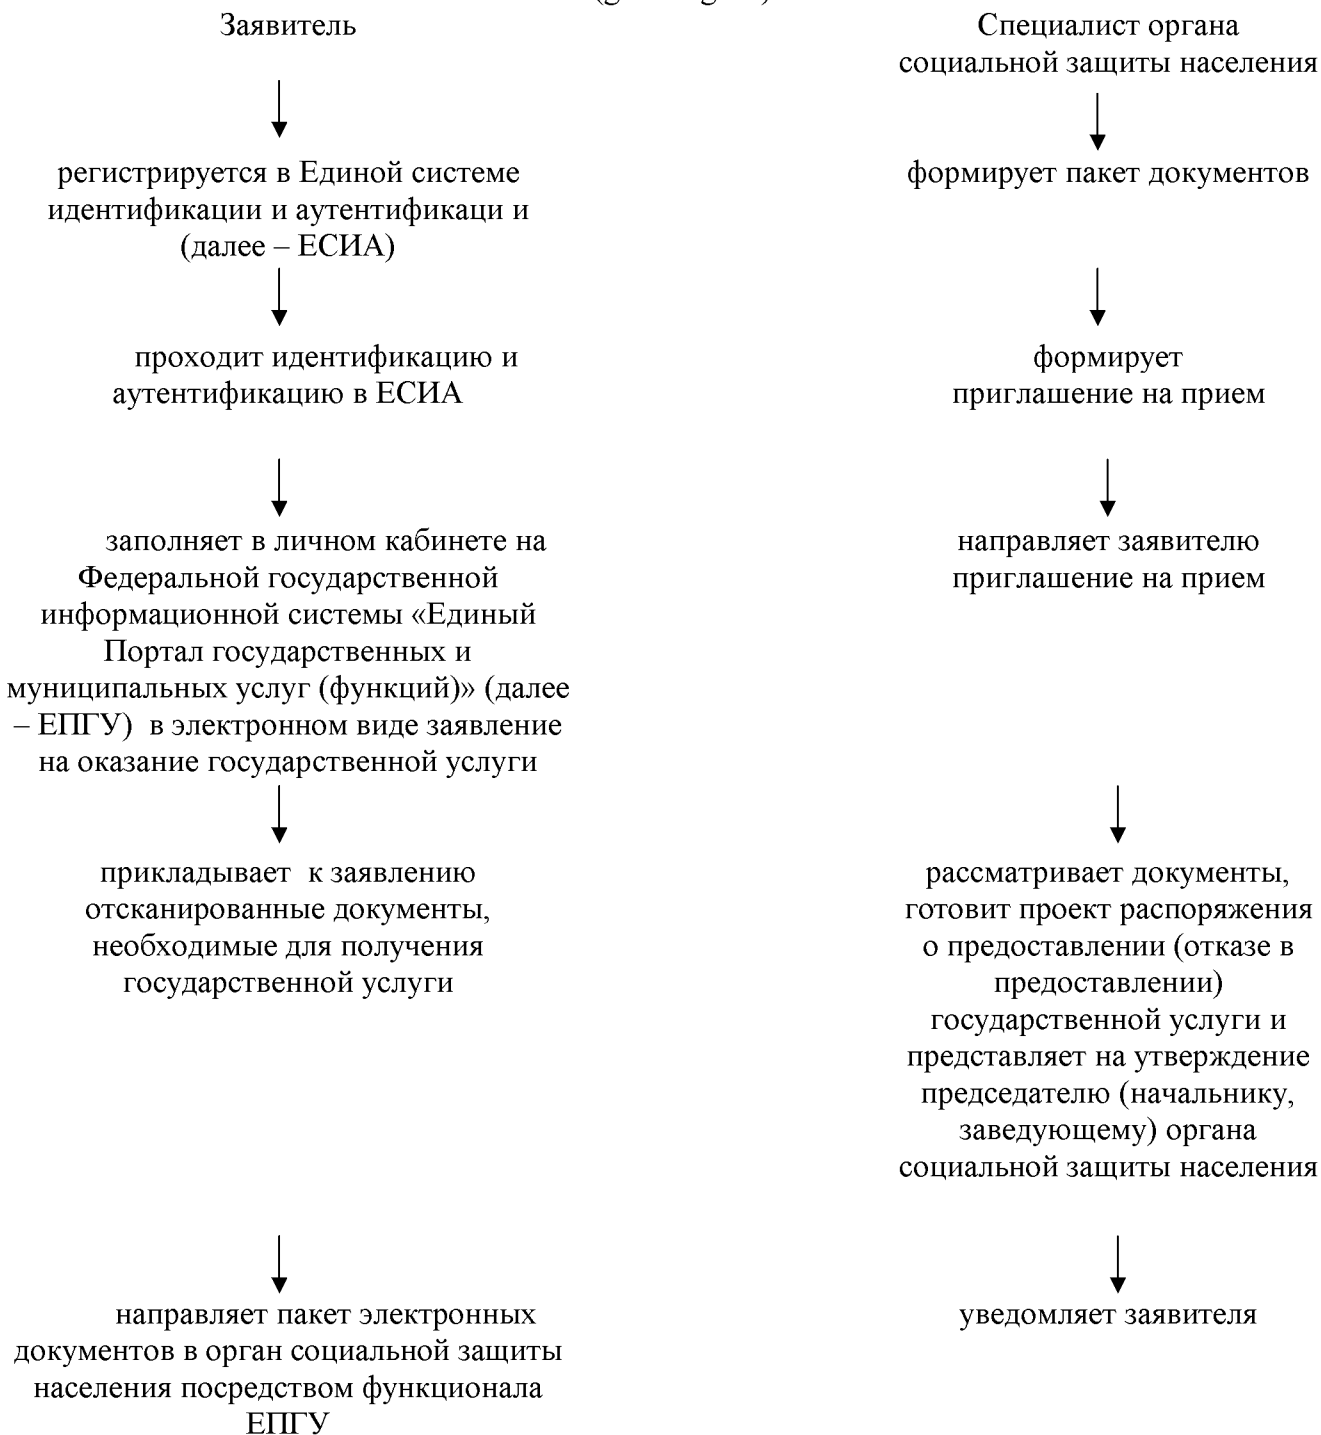 Заявитель
регистрируется в Единой системе
идентификации и аутентификаци и
(далее – ЕСИА)
проходит идентификацию и
аутентификацию в ЕСИА
заполняет в личном кабинете на
Федеральной государственной
информационной системы «Единый
Портал государственных и
муниципальных услуг (функций)» (далее
– ЕПГУ)  в электронном виде заявление
на оказание государственной услуги
прикладывает  к заявлению
отсканированные документы,
необходимые для получения
государственной услуги
направляет пакет электронных
документов в орган социальной защиты
населения посредством функционала
ЕПГУ
Специалист органа
социальной защиты населения
формирует пакет документов
формирует
приглашение на прием
направляет заявителю
приглашение на прием
рассматривает документы,
готовит проект распоряжения
о предоставлении (отказе в
предоставлении)
государственной услуги и
представляет на утверждение
председателю (начальнику,
заведующему) органа
социальной защиты населения
уведомляет заявителя